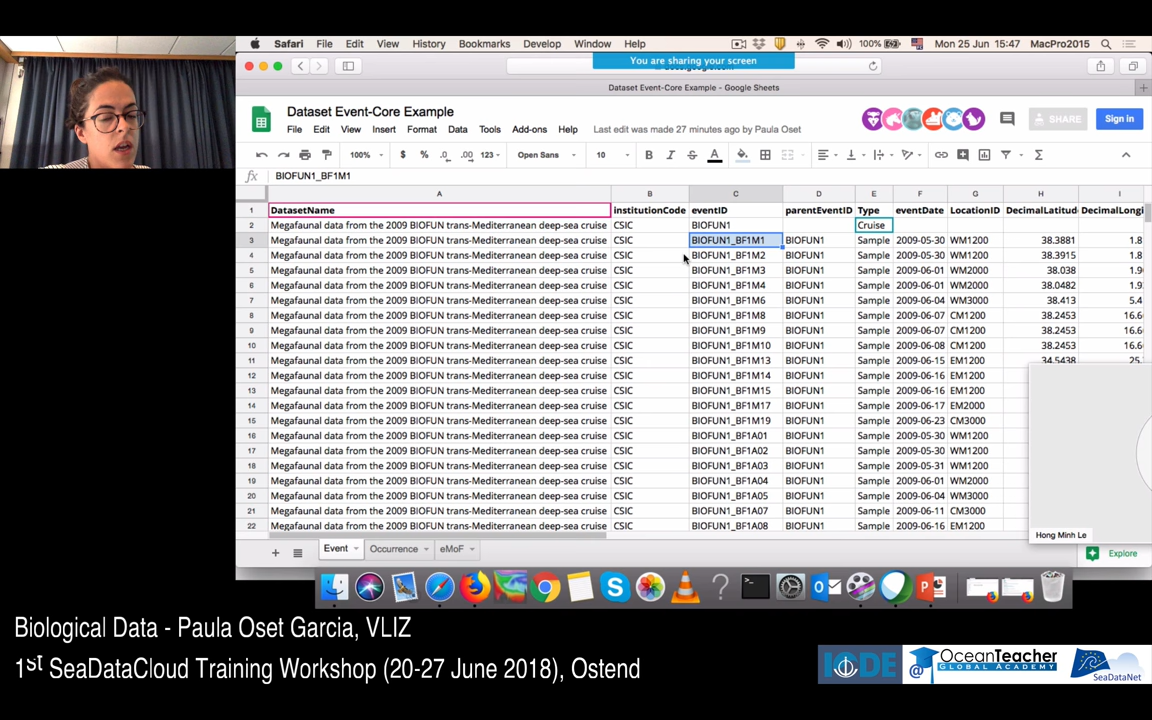 Safari File Edit View History Bookmarks Develop Window Help 100% Mon 25 Jun 15:47 MacPro2015
You are sharing your screen
Dataset Event-Core Example - Google Sheets
Dataset Event-Core Example
SHARE Sign in
File Edit View Insert Format Data Tools Add-ons Help Last edit was made 27 minutes ago by Paula Oset
100% $ % .0 .00 123 Open Sans 10 B I S A Σ
fx BIOFUN1_BF1M1
A B C D E F G H I
1 DatasetName institutionCode eventID parentEventID Type eventDate LocationID DecimalLatitud DecimalLongi
2 Megafaunal data from the 2009 BIOFUN trans-Mediterranean deep-sea cruise CSIC BIOFUN1 Cruise
3 Megafaunal data from the 2009 BIOFUN trans-Mediterranean deep-sea cruise CSIC BIOFUN1_BF1M1 BIOFUN1 Sample 2009-05-30 WM1200 38.3881 1.8
4 Megafaunal data from the 2009 BIOFUN trans-Mediterranean deep-sea cruise CSIC BIOFUN1_BF1M2 BIOFUN1 Sample 2009-05-30 WM1200 38.3915 1.8
5 Megafaunal data from the 2009 BIOFUN trans-Mediterranean deep-sea cruise CSIC BIOFUN1_BF1M3 BIOFUN1 Sample 2009-06-01 WM2000 38.038 1.9
6 Megafaunal data from the 2009 BIOFUN trans-Mediterranean deep-sea cruise CSIC BIOFUN1_BF1M4 BIOFUN1 Sample 2009-06-01 WM2000 38.0482 1.9
7 Megafaunal data from the 2009 BIOFUN trans-Mediterranean deep-sea cruise CSIC BIOFUN1_BF1M6 BIOFUN1 Sample 2009-06-04 WM3000 38.413 5.4
8 Megafaunal data from the 2009 BIOFUN trans-Mediterranean deep-sea cruise CSIC BIOFUN1_BF1M8 BIOFUN1 Sample 2009-06-07 CM1200 38.2453 16.6
9 Megafaunal data from the 2009 BIOFUN trans-Mediterranean deep-sea cruise CSIC BIOFUN1_BF1M9 BIOFUN1 Sample 2009-06-07 CM1200 38.2453 16.6
10 Megafaunal data from the 2009 BIOFUN trans-Mediterranean deep-sea cruise CSIC BIOFUN1_BF1M10 BIOFUN1 Sample 2009-06-08 CM1200 38.2453 16.6
11 Megafaunal data from the 2009 BIOFUN trans-Mediterranean deep-sea cruise CSIC BIOFUN1_BF1M13 BIOFUN1 Sample 2009-06-15 EM1200 34.5438 25.
12 Megafaunal data from the 2009 BIOFUN trans-Mediterranean deep-sea cruise CSIC BIOFUN1_BF1M14 BIOFUN1 Sample 2009-06-16 EM1200
13 Megafaunal data from the 2009 BIOFUN trans-Mediterranean deep-sea cruise CSIC BIOFUN1_BF1M15 BIOFUN1 Sample 2009-06-16 EM1200
14 Megafaunal data from the 2009 BIOFUN trans-Mediterranean deep-sea cruise CSIC BIOFUN1_BF1M17 BIOFUN1 Sample 2009-06-17 EM2000
15 Megafaunal data from the 2009 BIOFUN trans-Mediterranean deep-sea cruise CSIC BIOFUN1_BF1M19 BIOFUN1 Sample 2009-06-23 CM3000
16 Megafaunal data from the 2009 BIOFUN trans-Mediterranean deep-sea cruise CSIC BIOFUN1_BF1A01 BIOFUN1 Sample 2009-05-30 WM1200
17 Megafaunal data from the 2009 BIOFUN trans-Mediterranean deep-sea cruise CSIC BIOFUN1_BF1A02 BIOFUN1 Sample 2009-05-30 WM1200
18 Megafaunal data from the 2009 BIOFUN trans-Mediterranean deep-sea cruise CSIC BIOFUN1_BF1A03 BIOFUN1 Sample 2009-05-31 WM1200
19 Megafaunal data from the 2009 BIOFUN trans-Mediterranean deep-sea cruise CSIC BIOFUN1_BF1A04 BIOFUN1 Sample 2009-06-01 WM2000
20 Megafaunal data from the 2009 BIOFUN trans-Mediterranean deep-sea cruise CSIC BIOFUN1_BF1A05 BIOFUN1 Sample 2009-06-04 WM3000
21 Megafaunal data from the 2009 BIOFUN trans-Mediterranean deep-sea cruise CSIC BIOFUN1_BF1A07 BIOFUN1 Sample 2009-06-11 CM3000
22 Megafaunal data from the 2009 BIOFUN trans-Mediterranean deep-sea cruise CSIC BIOFUN1_BF1A08 BIOFUN1 Sample 2009-06-16 EM1200
Hong Minh Le
Event Occurrence eMoF Explore
Biological Data - Paula Oset Garcia, VLIZ
1st SeaDataCloud Training Workshop (20-27 June 2018), Ostend
IODE
OceanTeacher
GLOBAL ACADEMY
SeaDataNet